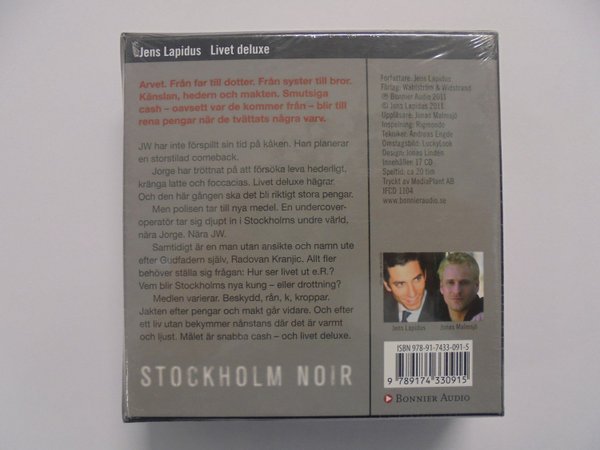 Jens Lapidus Livet deluxe
Arvet. Från far till dotter. Från syster till bror.
Känslan, hedern och makten. Smutsiga
cash – oavsett var de kommer från – blir till
rena pengar när de tvättats några varv.
JW har inte förspillt sin tid på kåken. Han planerar
en storstilad comeback.
Jorge har tröttnat på att försöka leva hederligt,
kränga latte och foccacias. Livet deluxe hägrar.
Och den här gången ska det bli riktigt stora pengar.
Men polisen tar till nya medel. En undercover-
operatör tar sig djupt in i Stockholms undre värld,
nära Jorge. Nära JW.
Samtidigt är en man utan ansikte och namn ute
efter Gudfadern själv, Radovan Kranjic. Allt fler
behöver ställa sig frågan: Hur ser livet ut e.R.?
Vem blir Stockholms nya kung – eller drottning?
Medlen varierar. Beskydd, rån, k, kroppar.
Jakten efter pengar och makt går vidare. Och efter
ett liv utan bekymmer nånstans där det är varmt
och ljust. Målet är snabba cash – och livet deluxe.
STOCKHOLM NOIR
Författare: Jens Lapidus
Förlag: Wahlström & Widstrand
℗ Bonnier Audio 2011
© Jens Lapidus 2011
Uppläsare: Jonas Malmsjö
Inspelning: Rigmondo
Tekniker: Andreas Engde
Omslagsbild: LuckyLook
Design: Jonas Lindén
Innehåller: 17 CD
Speltid: ca 20 tim
Tryckt av MediaPlant AB
JFCD 1104
www.bonnieraudio.se
Jens Lapidus Jonas Malmsjö
ISBN 978-91-7433-091-5
9 789174 330915
BONNIER AUDIO